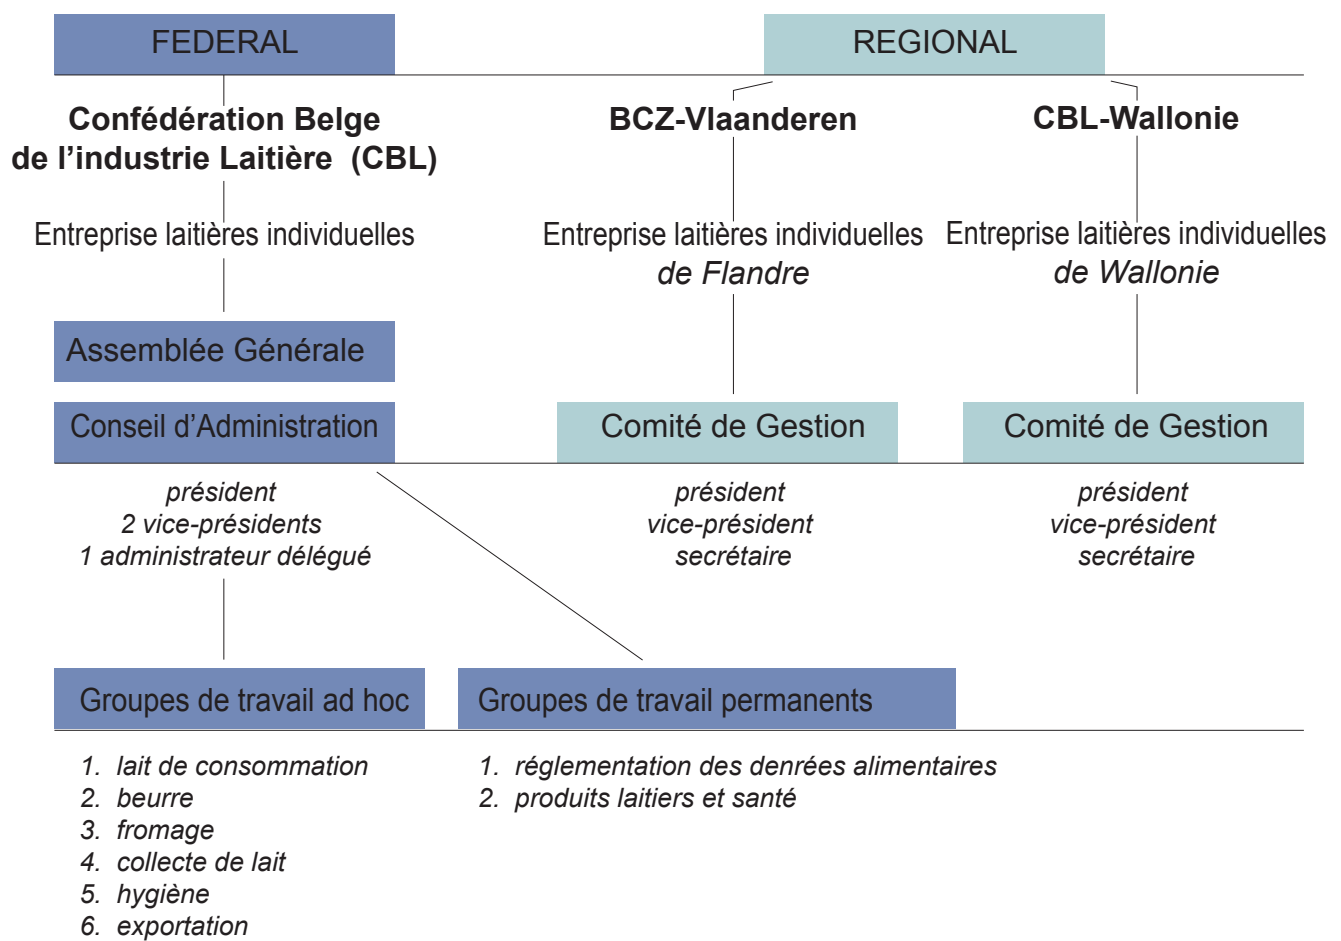 FEDERAL
REGIONAL
Confédération Belge
de l’industrie Laitière (CBL)
BCZ-Vlaanderen
CBL-Wallonie
Entreprise laitières individuelles
Entreprise laitières individuelles
de Flandre
Entreprise laitières individuelles
de Wallonie
Assemblée Générale
Conseil d’Administration
Comité de Gestion
Comité de Gestion
président
2 vice-présidents
1 administrateur délégué
président
vice-président
secrétaire
président
vice-président
secrétaire
Groupes de travail ad hoc
Groupes de travail permanents
1. lait de consommation
2. beurre
3. fromage
4. collecte de lait
5. hygiène
6. exportation
1. réglementation des denrées alimentaires
2. produits laitiers et santé